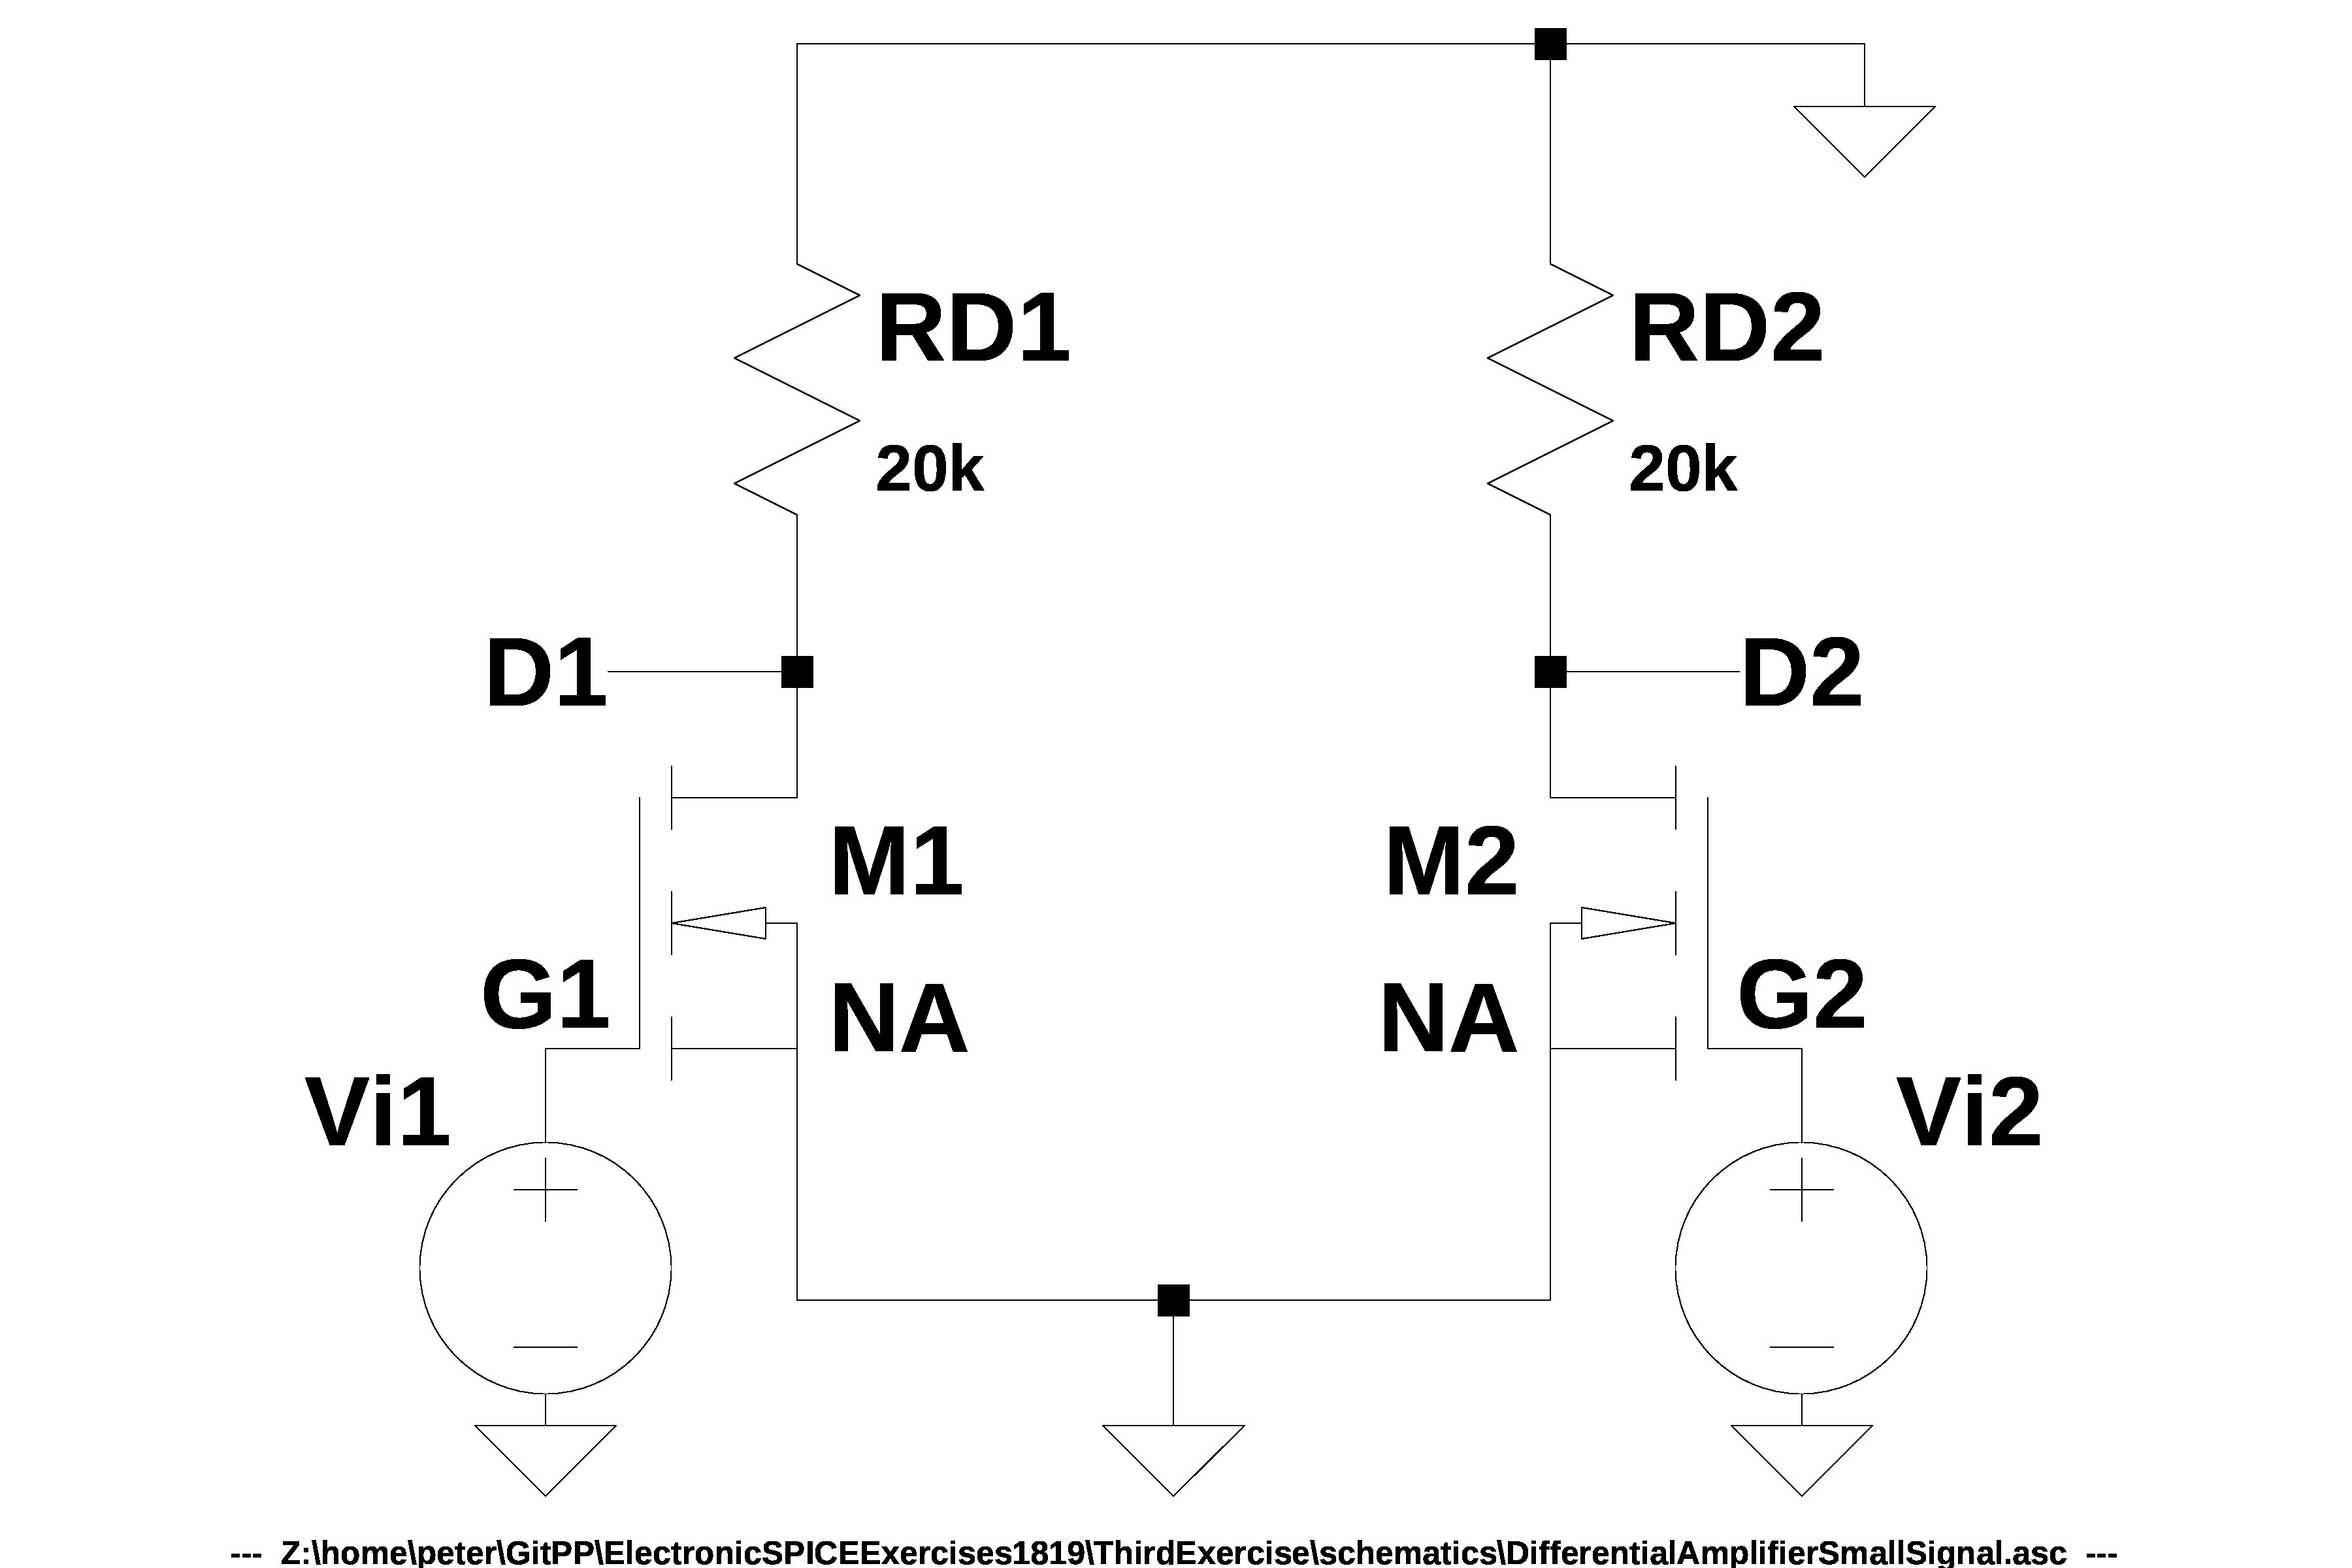 RD1
RD2
20k
20k
D1
D2
M1
M2
G1
NA
NA
G2
Vi1
Vi2
--- Z:\home\peter\GitPP\ElectronicSPICEExercises1819\ThirdExercise\schematics\DifferentialAmplifierSmallSignal.asc ---